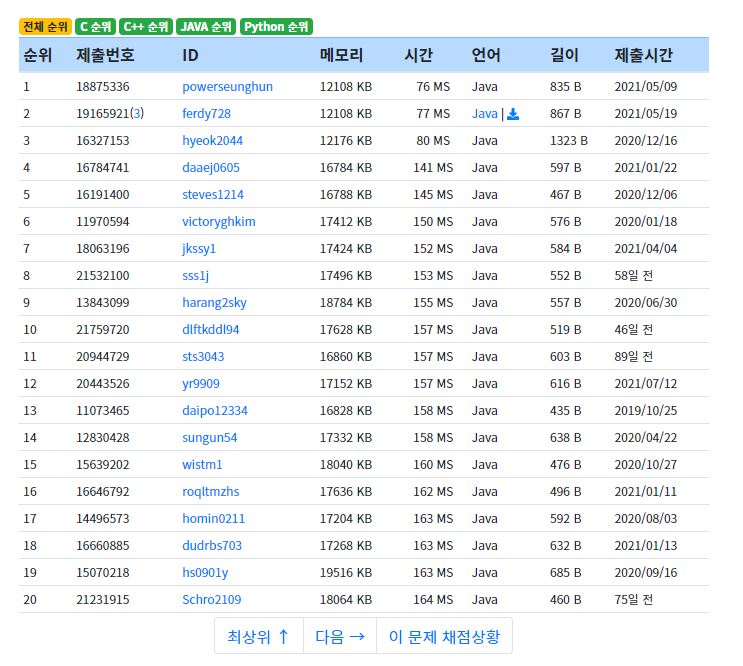 전체 순위 C 순위 C++ 순위 JAVA 순위 Python 순위
순위 제출번호 ID 메모리 시간 언어 길이 제출시간
1 18875336 powerseunghun 12108 KB 76 MS Java 835 B 2021/05/09
2 19165921(3) ferdy728 12108 KB 77 MS Java | 867 B 2021/05/19
3 16327153 hyeok2044 12176 KB 80 MS Java 1323 B 2020/12/16
4 16784741 daaej0605 16784 KB 141 MS Java 597 B 2021/01/22
5 16191400 steves1214 16788 KB 145 MS Java 467 B 2020/12/06
6 11970594 victoryghkim 17412 KB 150 MS Java 576 B 2020/01/18
7 18063196 jkssy1 17424 KB 152 MS Java 584 B 2021/04/04
8 21532100 sss1j 17496 KB 153 MS Java 552 B 58일 전
9 13843099 harang2sky 18784 KB 155 MS Java 557 B 2020/06/30
10 21759720 dlftkddl94 17628 KB 157 MS Java 519 B 46일 전
11 20944729 sts3043 16860 KB 157 MS Java 603 B 89일 전
12 20443526 yr9909 17152 KB 157 MS Java 616 B 2021/07/12
13 11073465 daipo12334 16828 KB 158 MS Java 435 B 2019/10/25
14 12830428 sungun54 17332 KB 158 MS Java 638 B 2020/04/22
15 15639202 wistm1 18040 KB 160 MS Java 476 B 2020/10/27
16 16646792 roqltmzhs 17636 KB 162 MS Java 496 B 2021/01/11
17 14496573 homin0211 17204 KB 163 MS Java 592 B 2020/08/03
18 16660885 dudrbs703 17268 KB 163 MS Java 632 B 2021/01/13
19 15070218 hs0901y 19516 KB 163 MS Java 685 B 2020/09/16
20 21231915 Schro2109 18064 KB 164 MS Java 460 B 75일 전
최상위 ↑ 다음 → 이 문제 채점상황